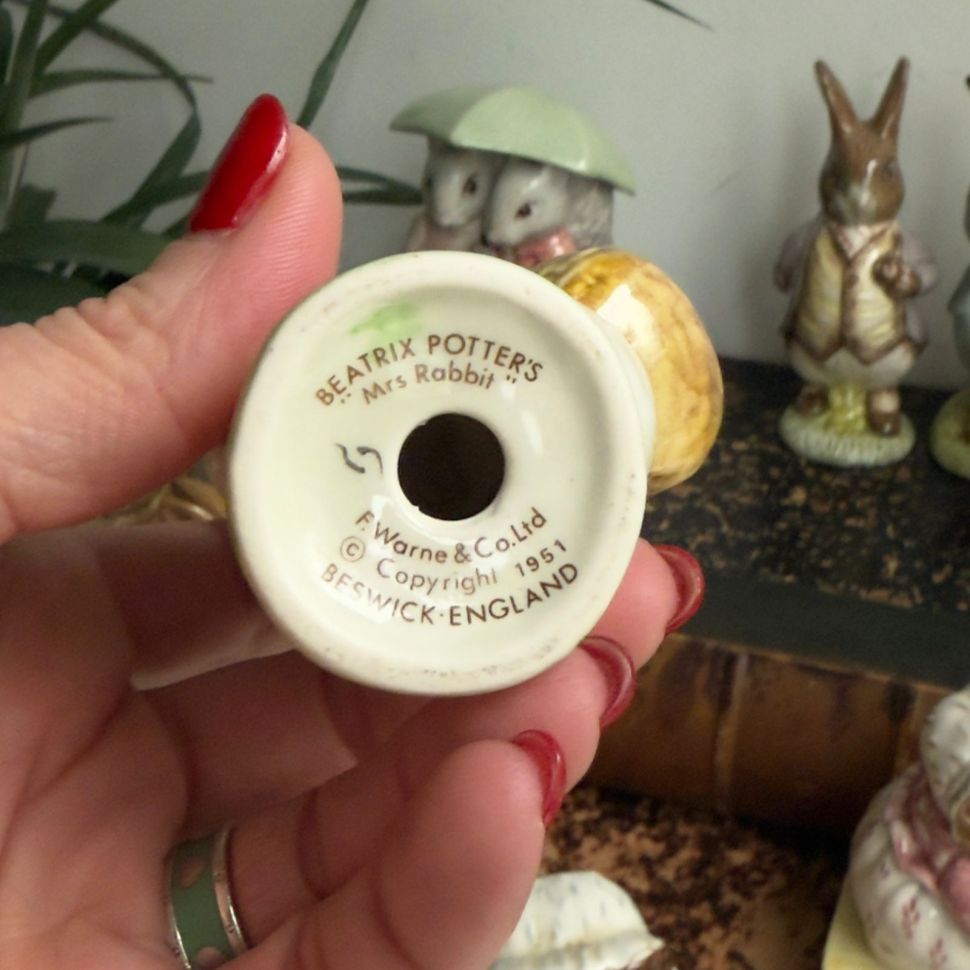 BEATRIX POTTER'S
"Mrs Rabbit"
F. Warne & Co. Ltd
© Copyright 1951
BESWICK·ENGLAND